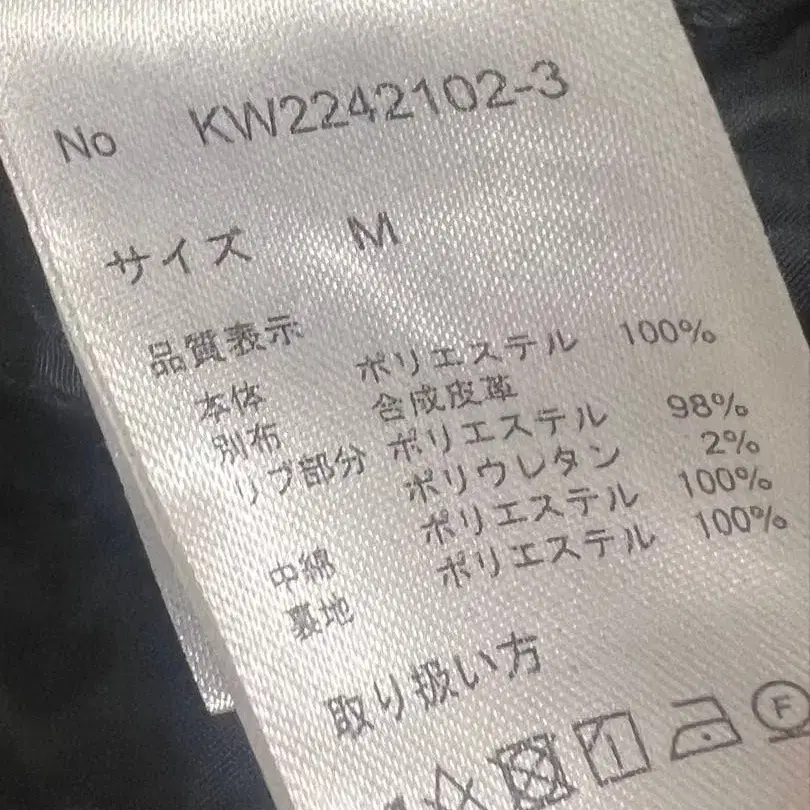 No KW2242102-3
サイズ M
品質表示
本体 ポリエステル 100%
別布 合成皮革
リブ部分 ポリエステル 98%
ポリウレタン 2%
中綿 ポリエステル 100%
裏地 ポリエステル 100%
取り扱い方
F